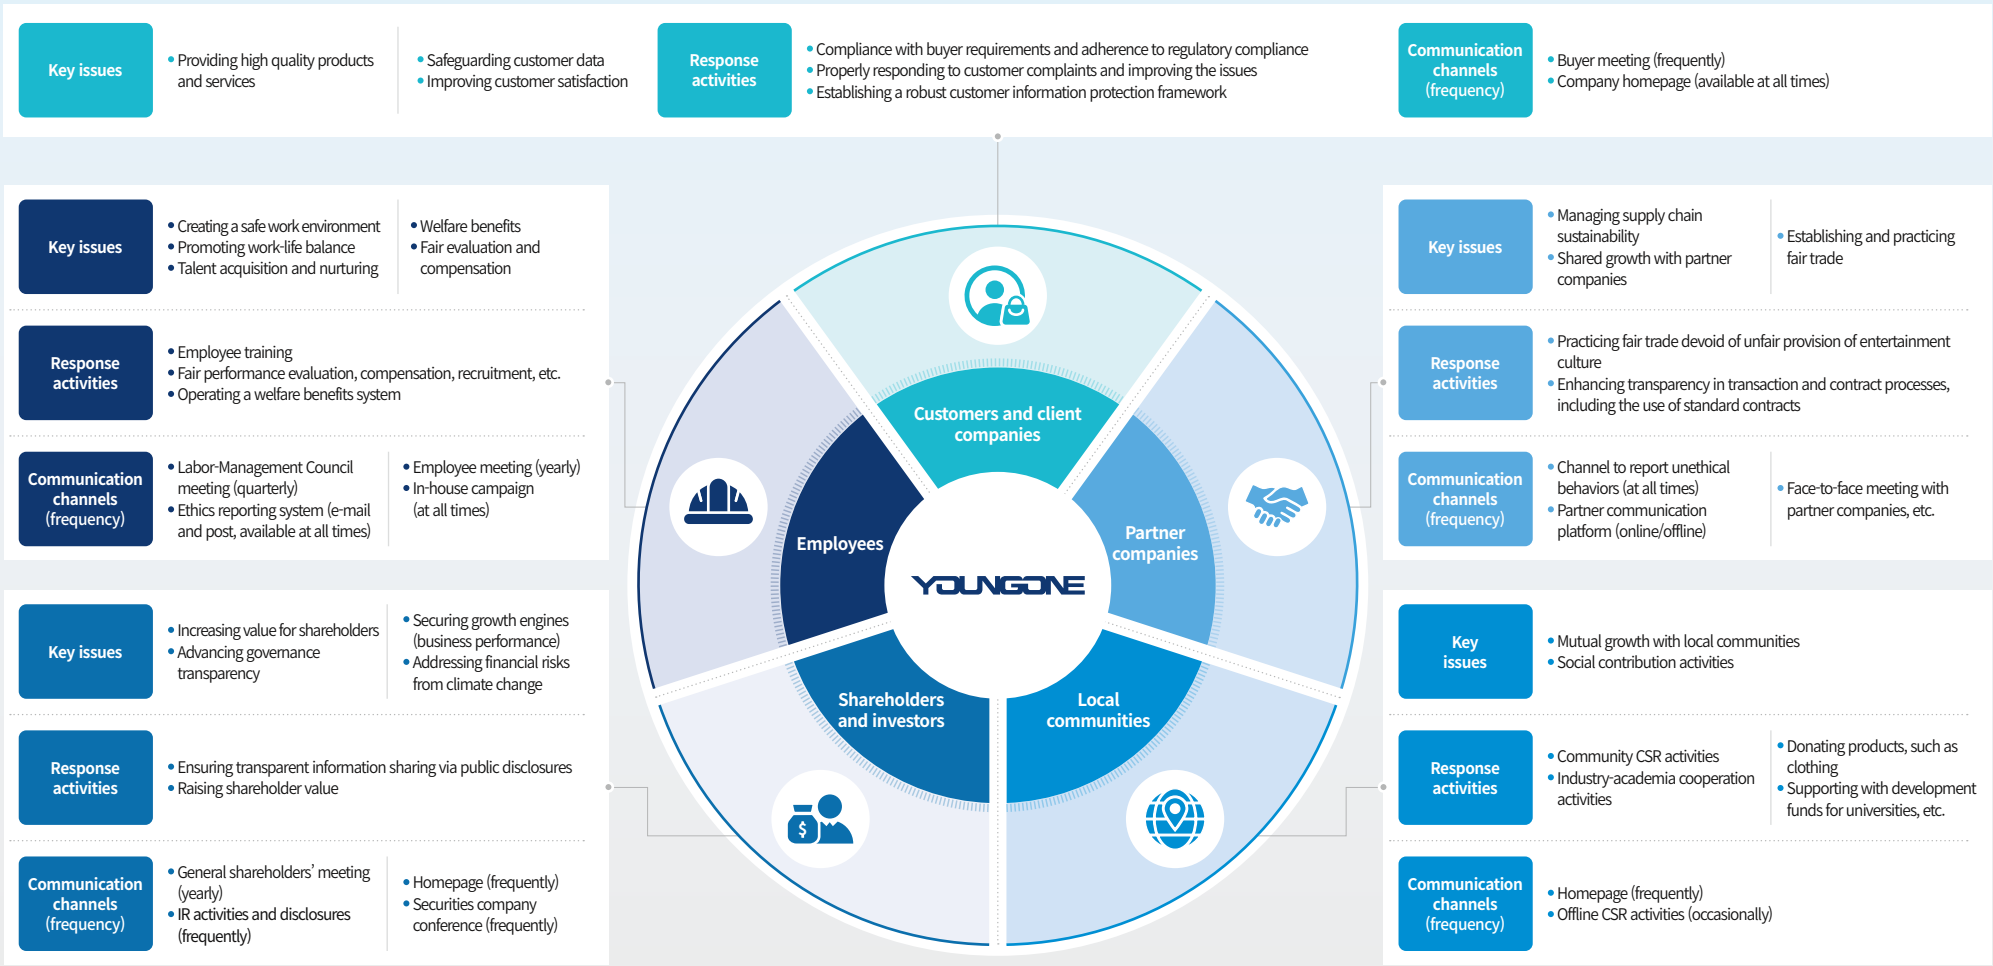 Key issues
• Providing high quality products
and services
• Safeguarding customer data
• Improving customer satisfaction
Response
activities
• Compliance with buyer requirements and adherence to regulatory compliance
• Properly responding to customer complaints and improving the issues
• Establishing a robust customer information protection framework
Communication
channels
(frequency)
• Buyer meeting (frequently)
• Company homepage (available at all times)
Key issues
• Creating a safe work environment
• Promoting work-life balance
• Talent acquisition and nurturing
• Welfare benefits
• Fair evaluation and
compensation
Response
activities
• Employee training
• Fair performance evaluation, compensation, recruitment, etc.
• Operating a welfare benefits system
Communication
channels
(frequency)
• Labor-Management Council
meeting (quarterly)
• Ethics reporting system (e-mail
and post, available at all times)
• Employee meeting (yearly)
• In-house campaign
(at all times)
Key issues
• Managing supply chain
sustainability
• Shared growth with partner
companies
• Establishing and practicing
fair trade
Response
activities
• Practicing fair trade devoid of unfair provision of entertainment
culture
• Enhancing transparency in transaction and contract processes,
including the use of standard contracts
Communication
channels
(frequency)
• Channel to report unethical
behaviors (at all times)
• Partner communication
platform (online/offline)
• Face-to-face meeting with
partner companies, etc.
Customers and client
companies
Employees
Partner
companies
YOUNGONE
Shareholders
and investors
Local
communities
$
Key issues
• Increasing value for shareholders
• Advancing governance
transparency
• Securing growth engines
(business performance)
• Addressing financial risks
from climate change
Response
activities
• Ensuring transparent information sharing via public disclosures
• Raising shareholder value
Communication
channels
(frequency)
• General shareholders’ meeting
(yearly)
• IR activities and disclosures
(frequently)
• Homepage (frequently)
• Securities company
conference (frequently)
Key
issues
• Mutual growth with local communities
• Social contribution activities
Response
activities
• Community CSR activities
• Industry-academia cooperation
activities
• Donating products, such as
clothing
• Supporting with development
funds for universities, etc.
Communication
channels
(frequency)
• Homepage (frequently)
• Offline CSR activities (occasionally)